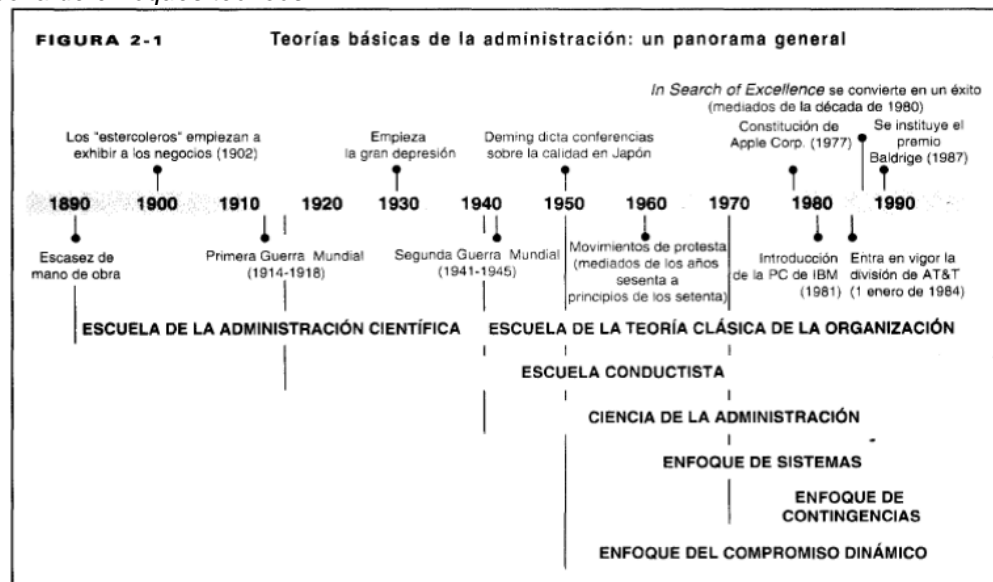 FIGURA 2-1 Teorías básicas de la administración: un panorama general
In Search of Excellence se convierte en un éxito
(mediados de la década de 1980)
Los "estercoleros" empiezan a
exhibir a los negocios (1902)
Empieza
la gran depresión
Deming dicta conferencias
sobre la calidad en Japón
Constitución de
Apple Corp. (1977)
Se instituye el
premio
Baldrige (1987)
1890 1900 1910 1920 1930 1940 1950 1960 1970 1980 1990
Escasez de
mano de obra
Primera Guerra Mundial
(1914-1918)
Segunda Guerra Mundial
(1941-1945)
Movimientos de protesta
(mediados de los años
sesenta a
principios de los setenta)
Introducción
de la PC de IBM
(1981)
Entra en vigor la
división de AT&T
(1 enero de 1984)
ESCUELA DE LA ADMINISTRACIÓN CIENTÍFICA
ESCUELA DE LA TEORÍA CLÁSICA DE LA ORGANIZACIÓN
ESCUELA CONDUCTISTA
CIENCIA DE LA ADMINISTRACIÓN
ENFOQUE DE SISTEMAS
ENFOQUE DE
CONTINGENCIAS
ENFOQUE DEL COMPROMISO DINÁMICO